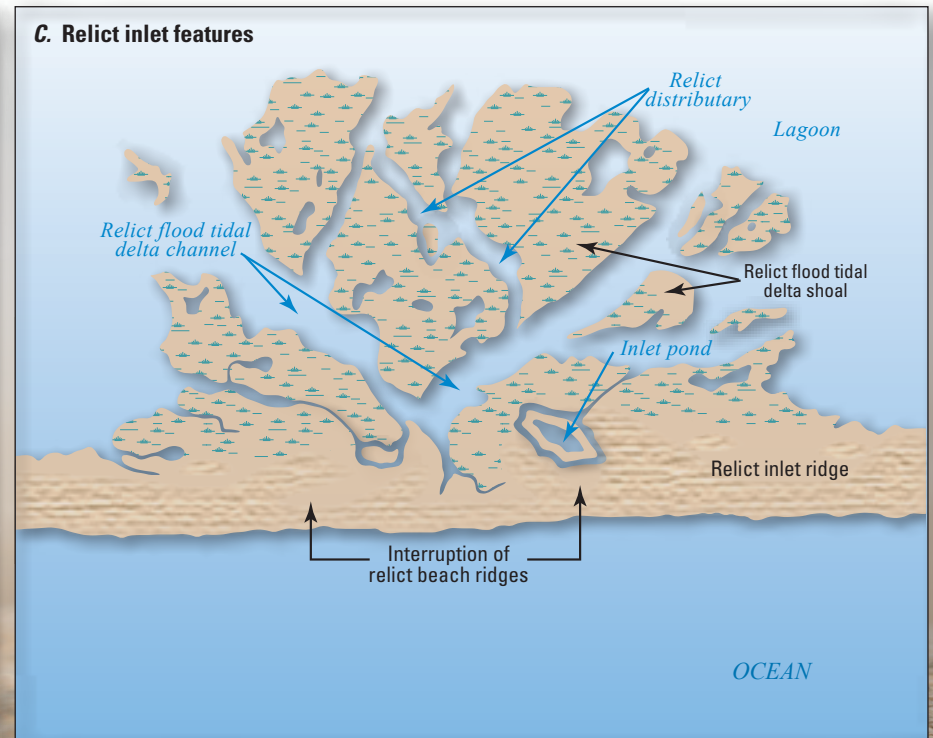 C. Relict inlet features
Relict
distributary
Lagoon
Relict flood tidal
delta channel
Relict flood tidal
delta shoal
Inlet pond
Relict inlet ridge
Interruption of
relict beach ridges
OCEAN